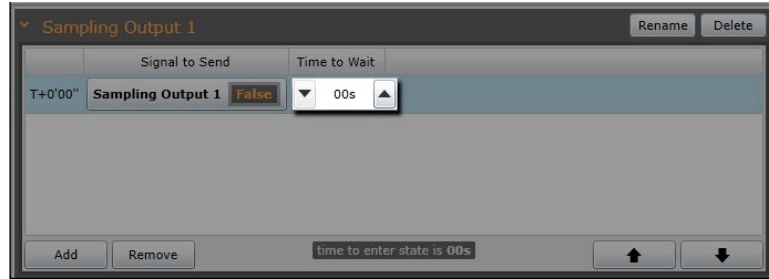 Sampling Output 1 Rename Delete
Signal to Send Time to Wait
T+0'00" Sampling Output 1 False 00s
Add Remove time to enter state is 00s